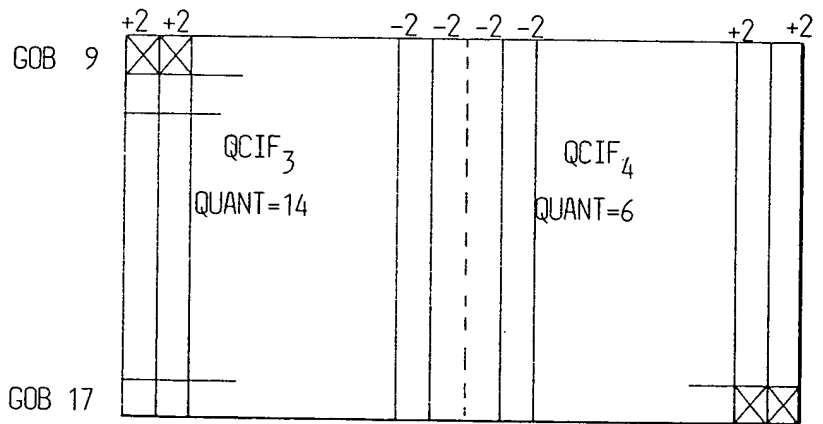 +2 +2 -2 -2 -2 -2 +2 +2
GOB 9
QCIF3 QCIF4
QUANT=14 QUANT=6
GOB 17